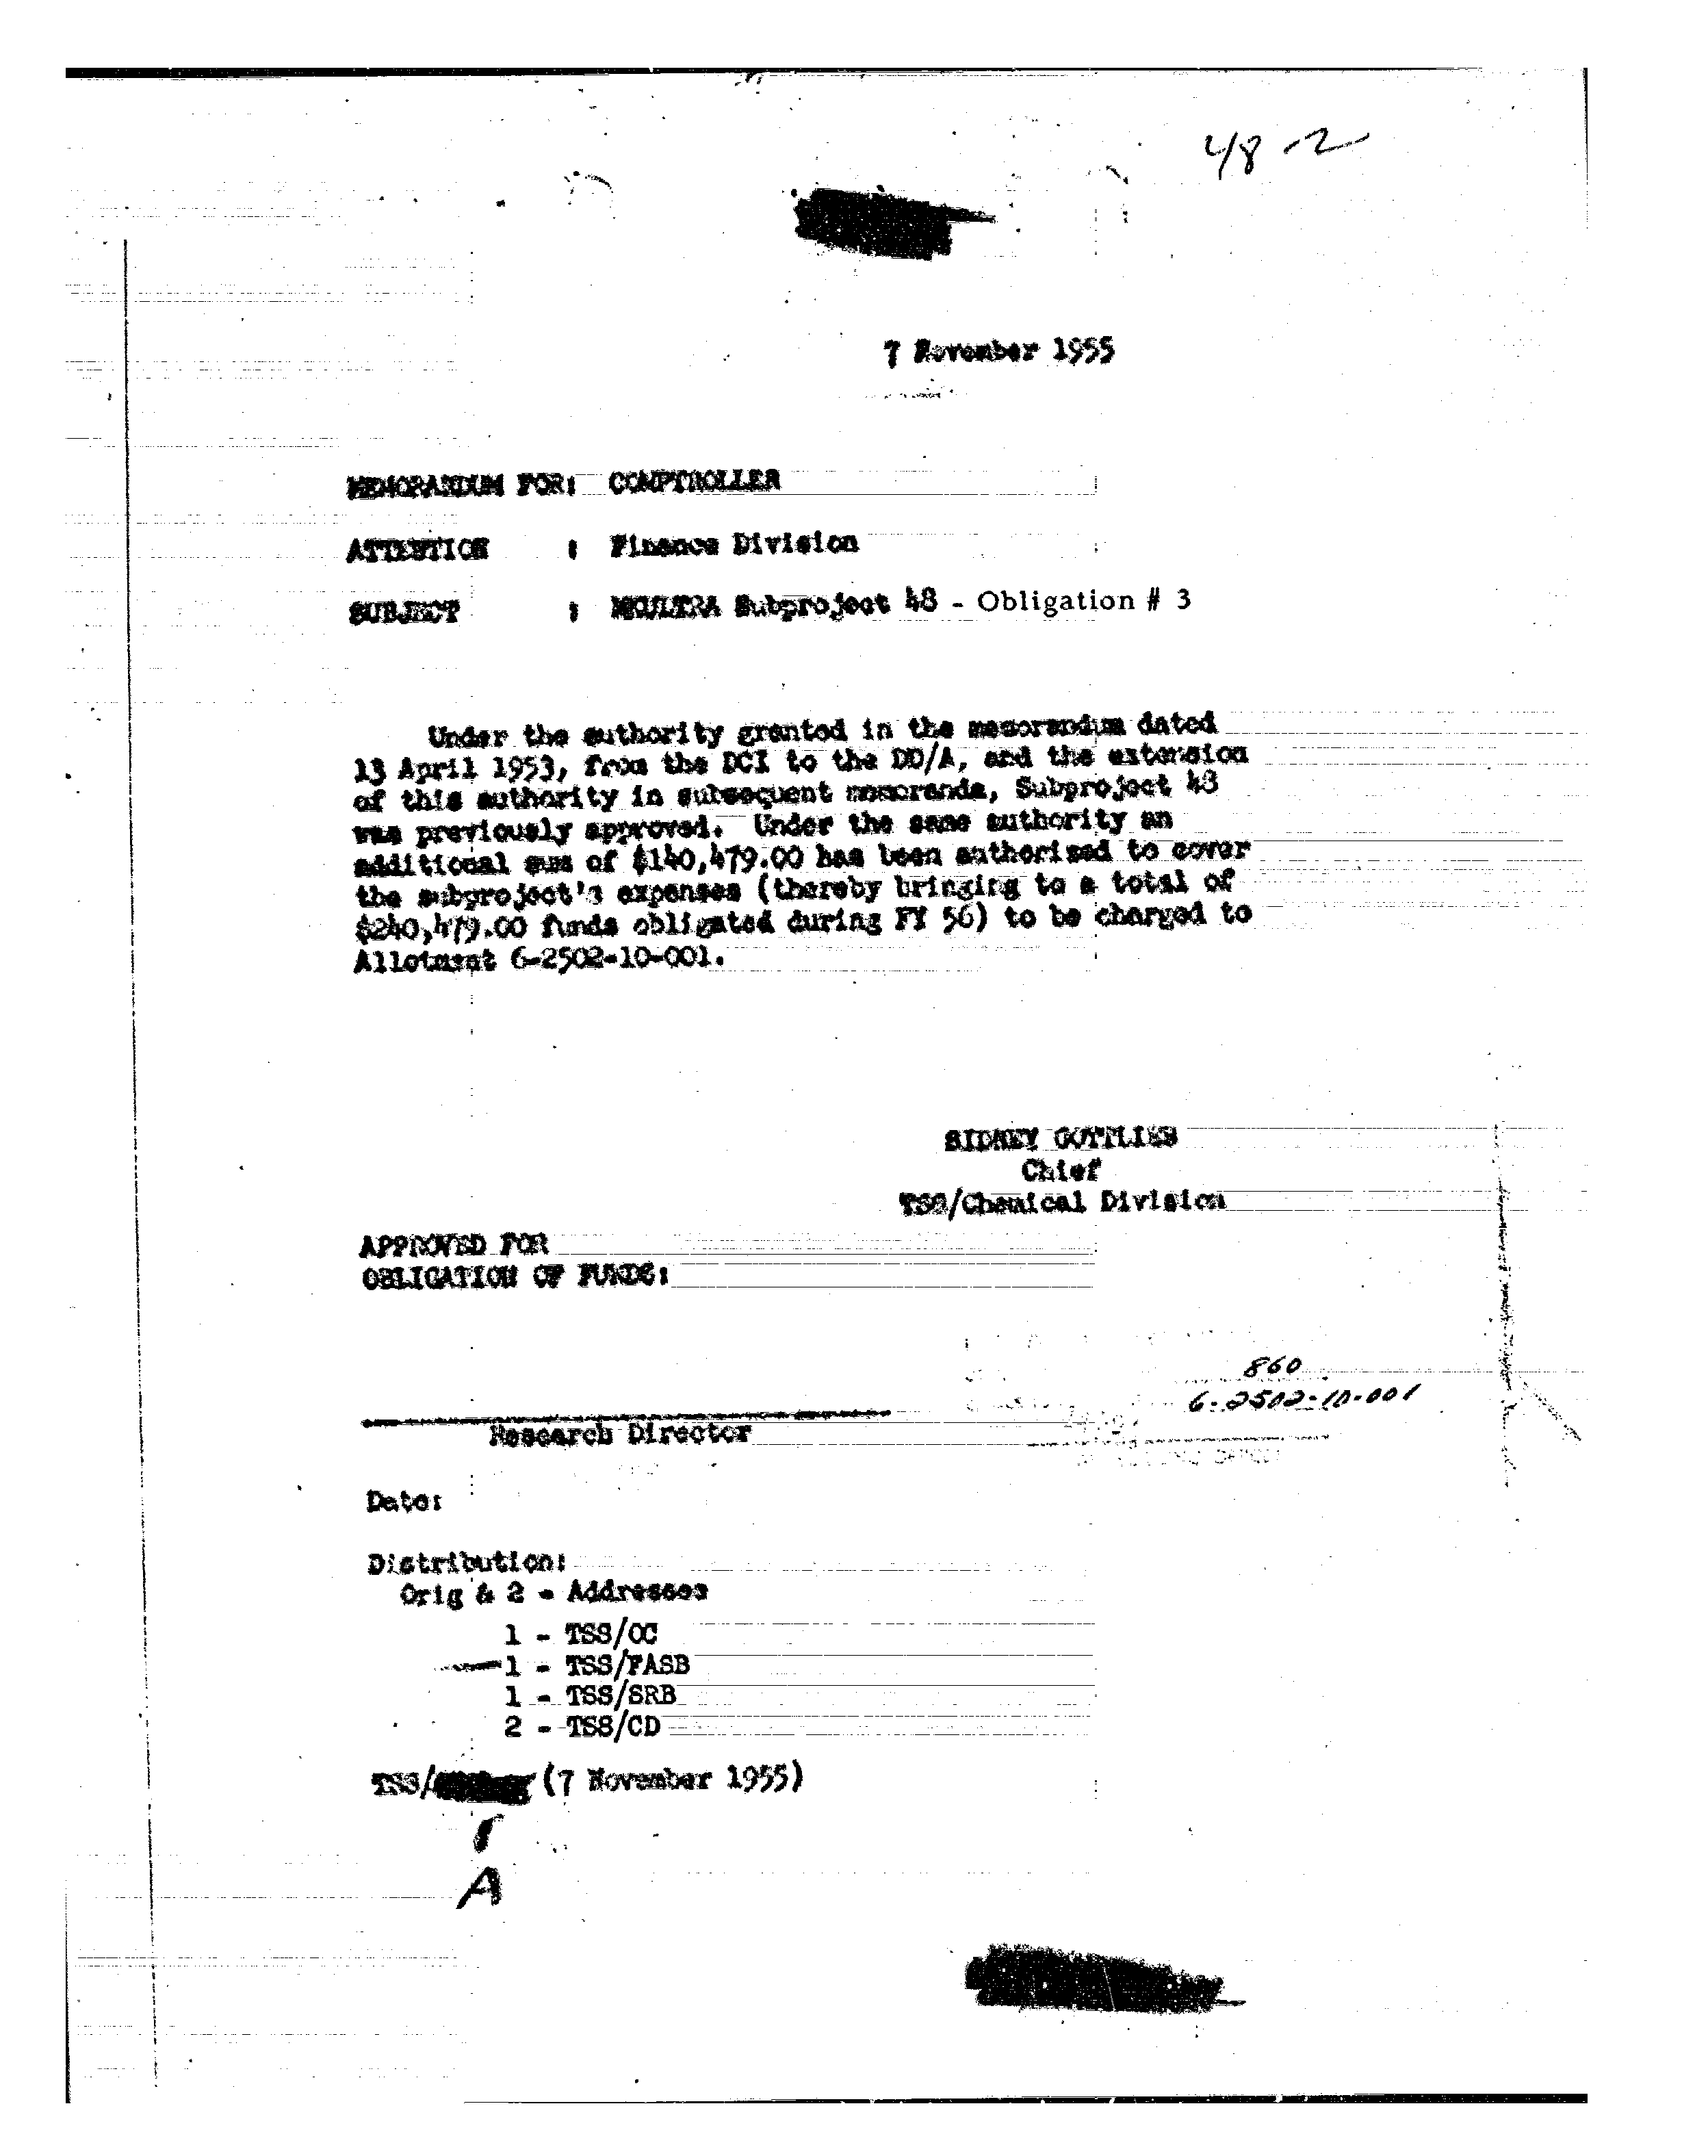 48-2
7 November 1955
MEMORANDUM FOR: COMPTROLLER
ATTENTION : Finance Division
SUBJECT : MKULTRA Subproject 48 - Obligation # 3
Under the authority granted in the memorandum dated
13 April 1953, from the DCI to the DD/A, and the extension
of this authority in subsequent memoranda, Subproject 48
was previously approved. Under the same authority an
additional sum of $140,479.00 has been authorized to cover
the subproject's expenses (thereby bringing to a total of
$240,479.00 funds obligated during FY 56) to be charged to
Allotment 6-2502-10-001.
SIDNEY GOTTLIEB
Chief
TSS/Chemical Division
APPROVED FOR
OBLIGATION OF FUNDS:
860
6-2502-10-001
Research Director
Date:
Distribution:
Orig & 2 - Addressee
1 - TSS/OC
1 - TSS/FASB
1 - TSS/SRB
2 - TSS/CD
TSS/ (7 November 1955)
A